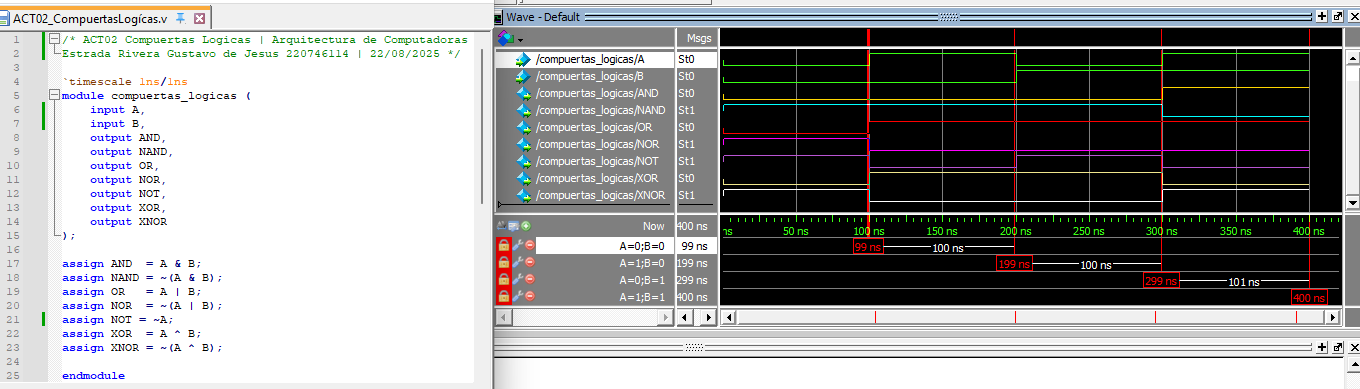 ACT02_CompuertasLogícas.v
1 /* ACT02 Compuertas Logicas | Arquitectura de Computadoras
2 Estrada Rivera Gustavo de Jesus 220746114 | 22/08/2025 */
3
4 `timescale 1ns/1ns
5 module compuertas_logicas (
6 input A,
7 input B,
8 output AND,
9 output NAND,
10 output OR,
11 output NOR,
12 output NOT,
13 output XOR,
14 output XNOR
15 );
16
17 assign AND = A & B;
18 assign NAND = ~(A & B);
19 assign OR = A | B;
20 assign NOR = ~(A | B);
21 assign NOT = ~A;
22 assign XOR = A ^ B;
23 assign XNOR = ~(A ^ B);
24
25 endmodule
Wave - Default
Msgs
/compuertas_logicas/A St0
/compuertas_logicas/B St0
/compuertas_logicas/AND St0
/compuertas_logicas/NAND St1
/compuertas_logicas/OR St0
/compuertas_logicas/NOR St1
/compuertas_logicas/NOT St1
/compuertas_logicas/XOR St0
/compuertas_logicas/XNOR St1
Now 400 ns ns 50 ns 100 ns 150 ns 200 ns 250 ns 300 ns 350 ns 400 ns
A=0;B=0 99 ns 99 ns 100 ns
A=1;B=0 199 ns 199 ns 100 ns
A=0;B=1 299 ns 299 ns 101 ns
A=1;B=1 400 ns 400 ns